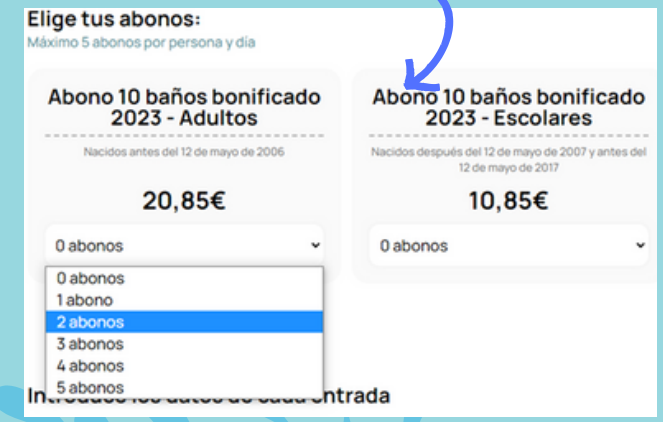 Elige tus abonos:
Máximo 5 abonos por persona y día
Abono 10 baños bonificado
2023 - Adultos
Nacidos antes del 12 de mayo de 2006
20,85€
0 abonos
0 abonos
1 abono
2 abonos
3 abonos
4 abonos
5 abonos
Abono 10 baños bonificado
2023 - Escolares
Nacidos después del 12 de mayo de 2007 y antes del
12 de mayo de 2017
10,85€
0 abonos
entrada